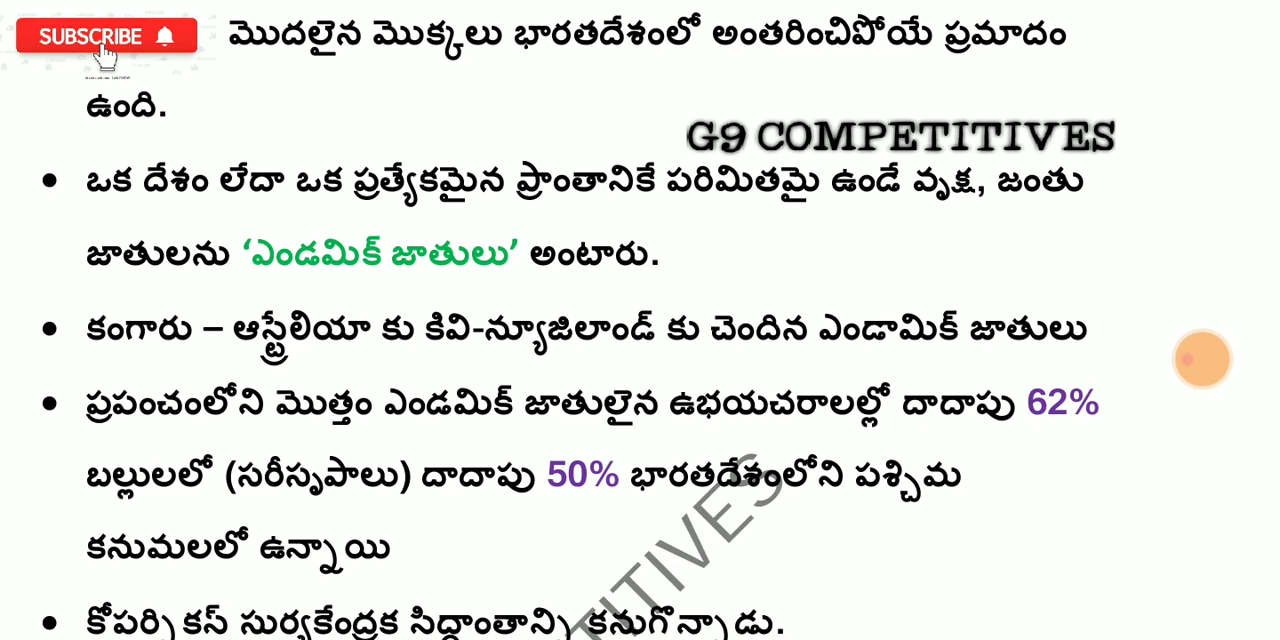 SUBSCRIBE
మొదలైన మొక్కలు భారతదేశంలో అంతరించిపోయే ప్రమాదం
ఉంది.
G9 COMPETITIVES
• ఒక దేశం లేదా ఒక ప్రత్యేకమైన ప్రాంతానికే పరిమితమై ఉండే వృక్ష, జంతు
జాతులను ‘ఎండమిక్ జాతులు’ అంటారు.
• కంగారు – ఆస్ట్రేలియా కు కివి-న్యూజిలాండ్ కు చెందిన ఎండామిక్ జాతులు
• ప్రపంచంలోని మొత్తం ఎండమిక్ జాతులైన ఉభయచరాలల్లో దాదాపు 62%
బల్లులలో (సరీసృపాలు) దాదాపు 50% భారతదేశంలోని పశ్చిమ
కనుమలలో ఉన్నాయి
TITIVES
• కోపర్నికస్ సుర్యకేంద్రక సిద్ధాంతాన్ని కనుగొన్నాడు.